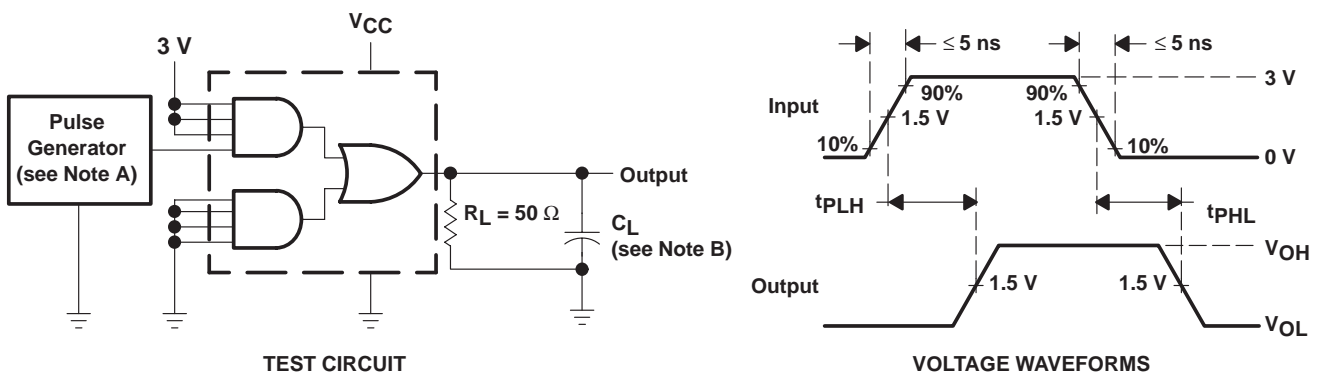 VCC
3 V
Pulse
Generator
(see Note A)
RL = 50 Ω
CL
(see Note B)
Output
TEST CIRCUIT
≤ 5 ns
≤ 5 ns
3 V
Input
90%
90%
1.5 V
1.5 V
10%
10%
0 V
tPLH
tPHL
VOH
Output
1.5 V
1.5 V
VOL
VOLTAGE WAVEFORMS